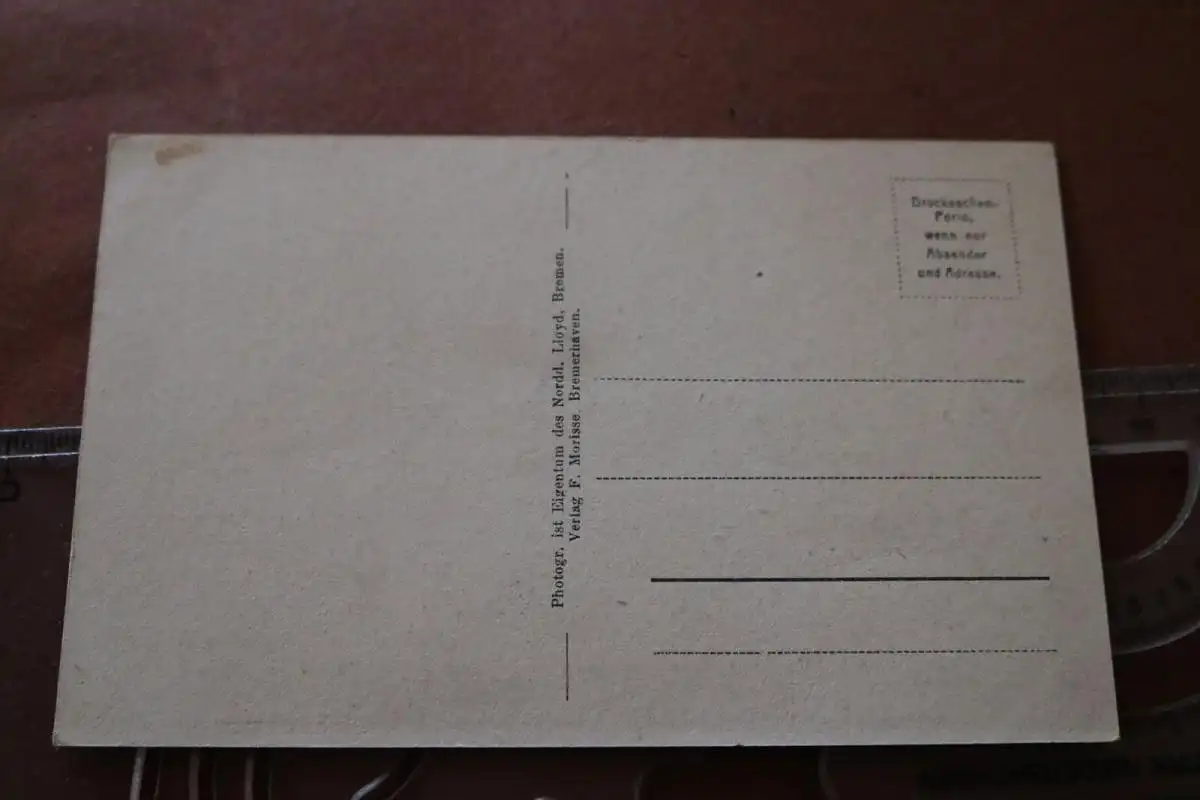 Photogr. ist Eigentum des Nordd. Lloyd, Bremen.
Verlag F. Morisse, Bremerhaven.
Drucksachen-
Porto,
wenn nur
Absender
und Adresse.